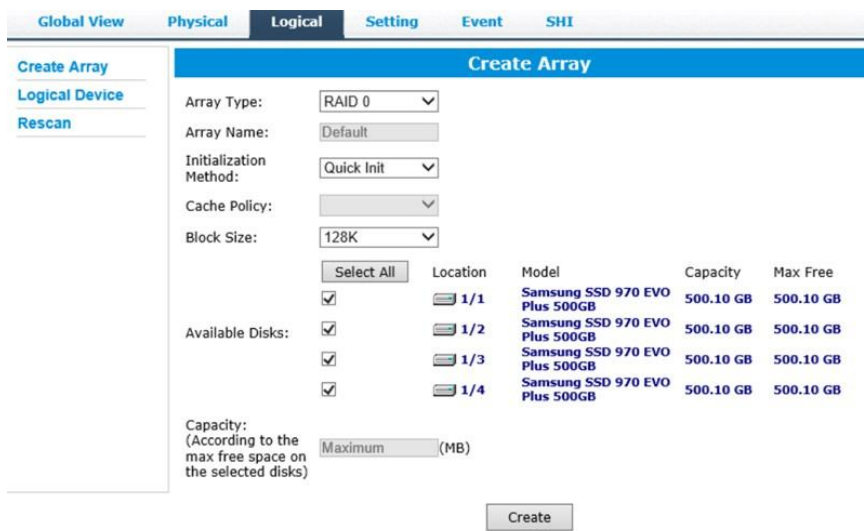 Global View Physical Logical Setting Event SHI
Create Array
Logical Device
Rescan
Create Array
Array Type: RAID 0
Array Name: Default
Initialization
Method: Quick Init
Cache Policy:
Block Size: 128K
Select All Location Model Capacity Max Free
1/1 Samsung SSD 970 EVO
Plus 500GB 500.10 GB 500.10 GB
Available Disks:
1/2 Samsung SSD 970 EVO
Plus 500GB 500.10 GB 500.10 GB
1/3 Samsung SSD 970 EVO
Plus 500GB 500.10 GB 500.10 GB
1/4 Samsung SSD 970 EVO
Plus 500GB 500.10 GB 500.10 GB
Capacity:
(According to the
max free space on
the selected disks) Maximum (MB)
Create